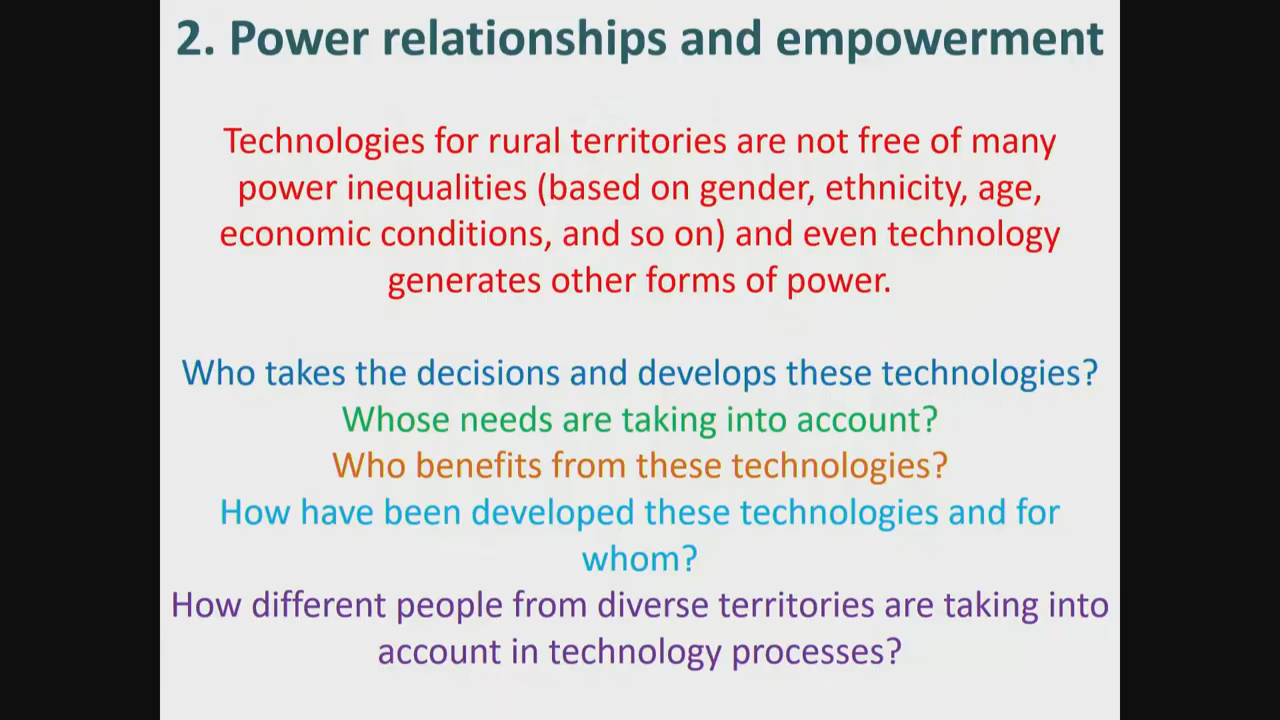 2. Power relationships and empowerment
Technologies for rural territories are not free of many
power inequalities (based on gender, ethnicity, age,
economic conditions, and so on) and even technology
generates other forms of power.
Who takes the decisions and develops these technologies?
Whose needs are taking into account?
Who benefits from these technologies?
How have been developed these technologies and for
whom?
How different people from diverse territories are taking into
account in technology processes?